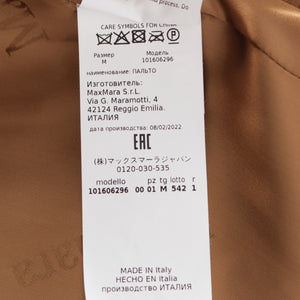 process. Do
CARE SYMBOLS FOR CHINA
Размер Модель
M 101606296
наименование: ПАЛЬТО
Изготовитель:
MaxMara S.r.l.
Via G. Maramotti, 4
42124 Reggio Emilia.
ИТАЛИЯ
дата производства: 08/02/2022
EAC
(株)マックスマーラジャパン
0120-030-535
modello pz tg lotto r
101606296 00 01 M 542 1
MADE IN Italy
HECHO EN Italia
производство ИТАЛИЯ